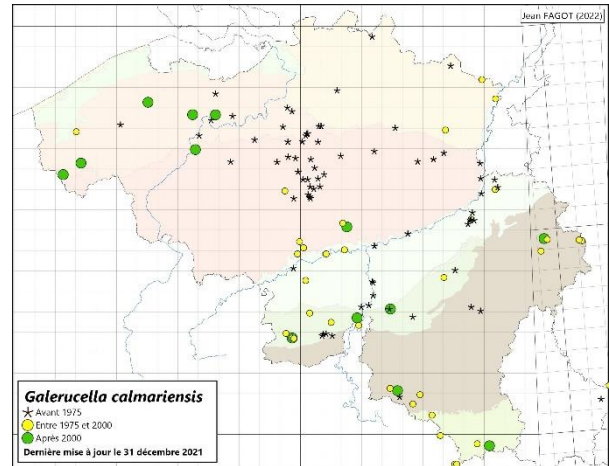 Jean FAGOT (2022)
Galerucella calmariensis
Avant 1975
Entre 1975 et 2000
Après 2000
Dernière mise à jour le 31 décembre 2021